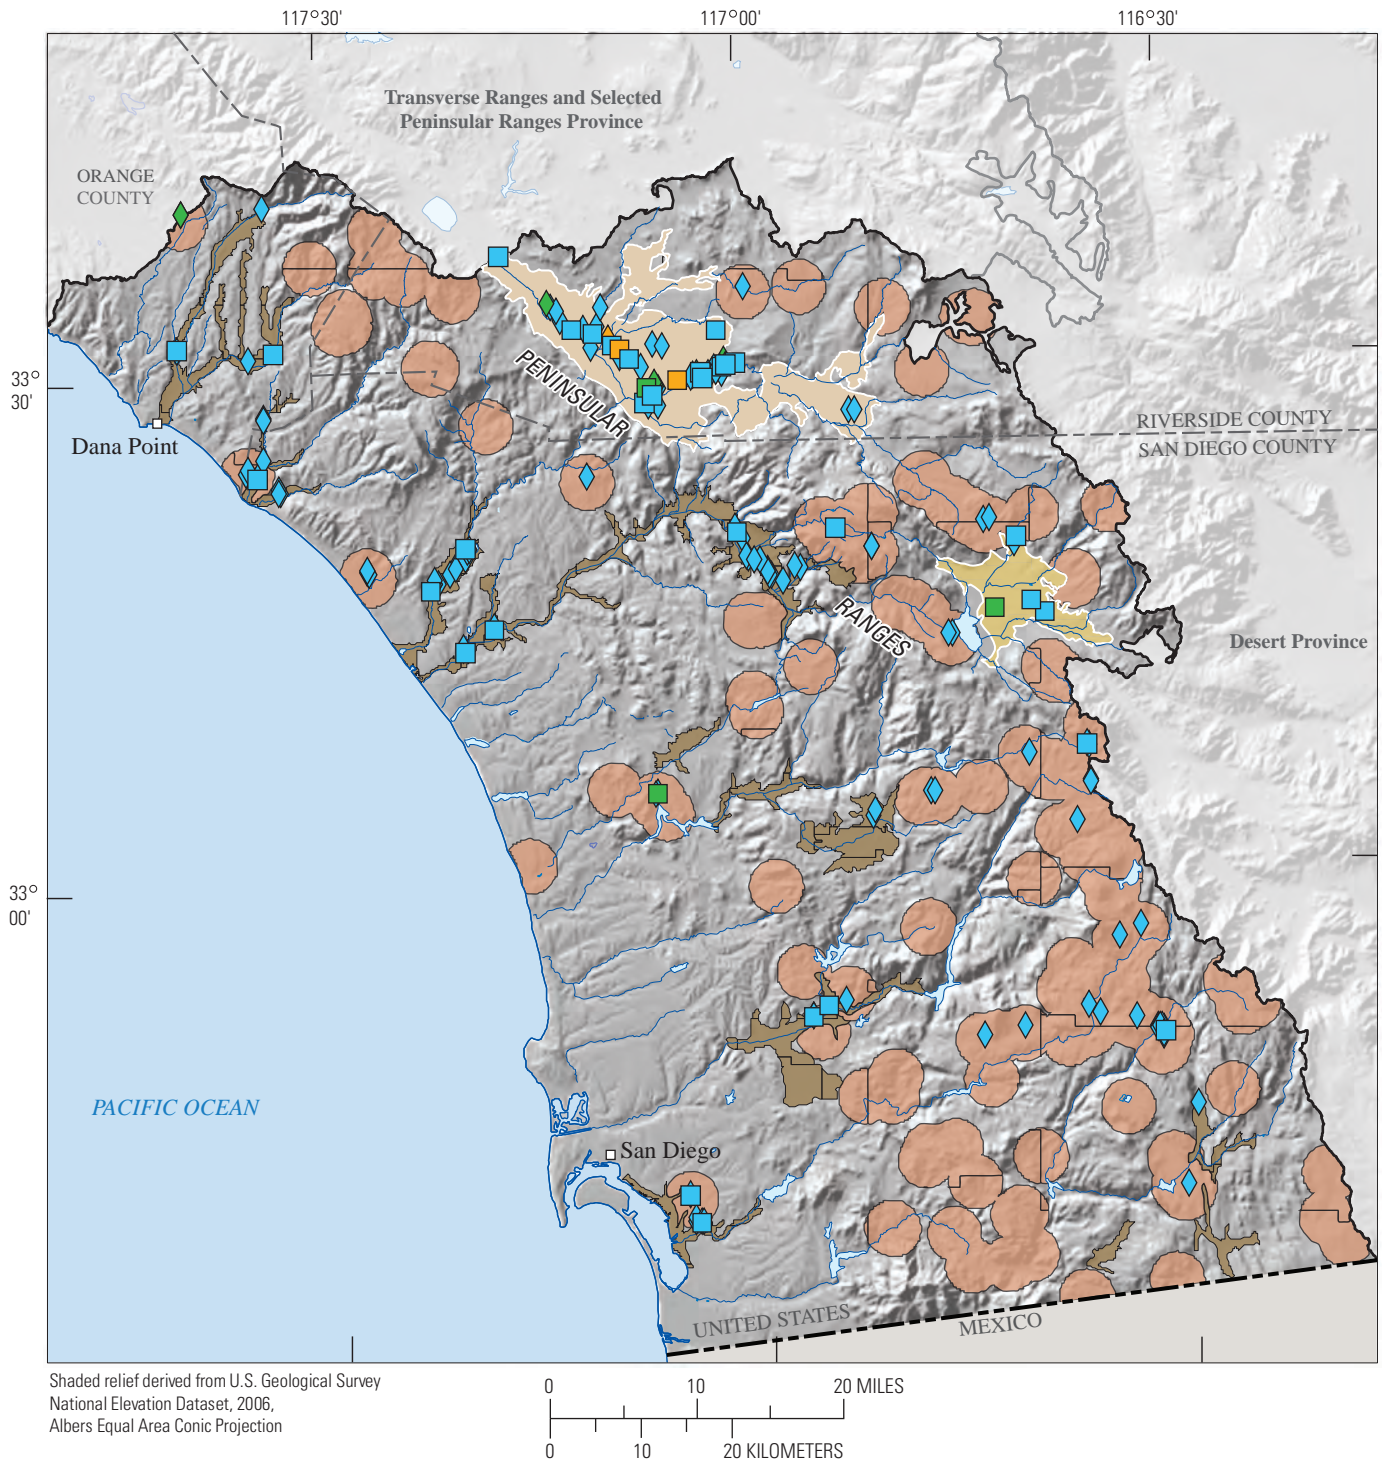 117°30'
117°00'
116°30'
Transverse Ranges and Selected
Peninsular Ranges Province
ORANGE
COUNTY
33°
30'
PENINSULAR
Dana Point
RIVERSIDE COUNTY
SAN DIEGO COUNTY
RANGES
Desert Province
33°
00'
PACIFIC OCEAN
San Diego
UNITED STATES
MEXICO
Shaded relief derived from U.S. Geological Survey
National Elevation Dataset, 2006,
Albers Equal Area Conic Projection
0 10 20 MILES
0 10 20 KILOMETERS